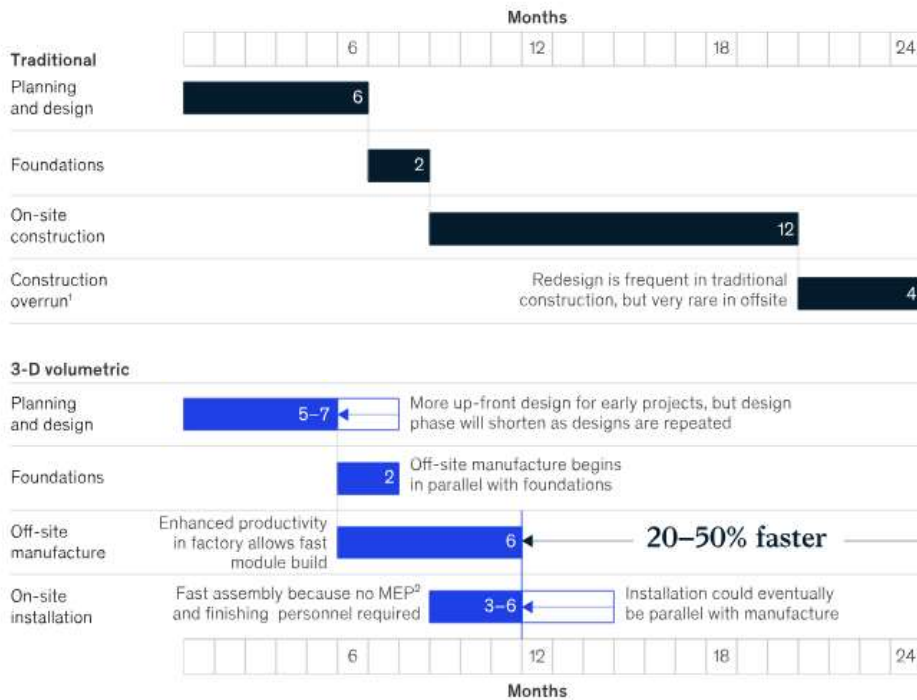 Months
6 12 18 24
Traditional
Planning
and design
6
Foundations
2
On-site
construction
12
Construction
overrun¹
Redesign is frequent in traditional
construction, but very rare in offsite
4
3-D volumetric
Planning
and design
5–7
More up-front design for early projects, but design
phase will shorten as designs are repeated
Foundations
2
Off-site manufacture begins
in parallel with foundations
Off-site
manufacture
Enhanced productivity
in factory allows fast
module build
6
20–50% faster
On-site
installation
Fast assembly because no MEP²
and finishing personnel required
3–6
Installation could eventually
be parallel with manufacture
6 12 18 24
Months